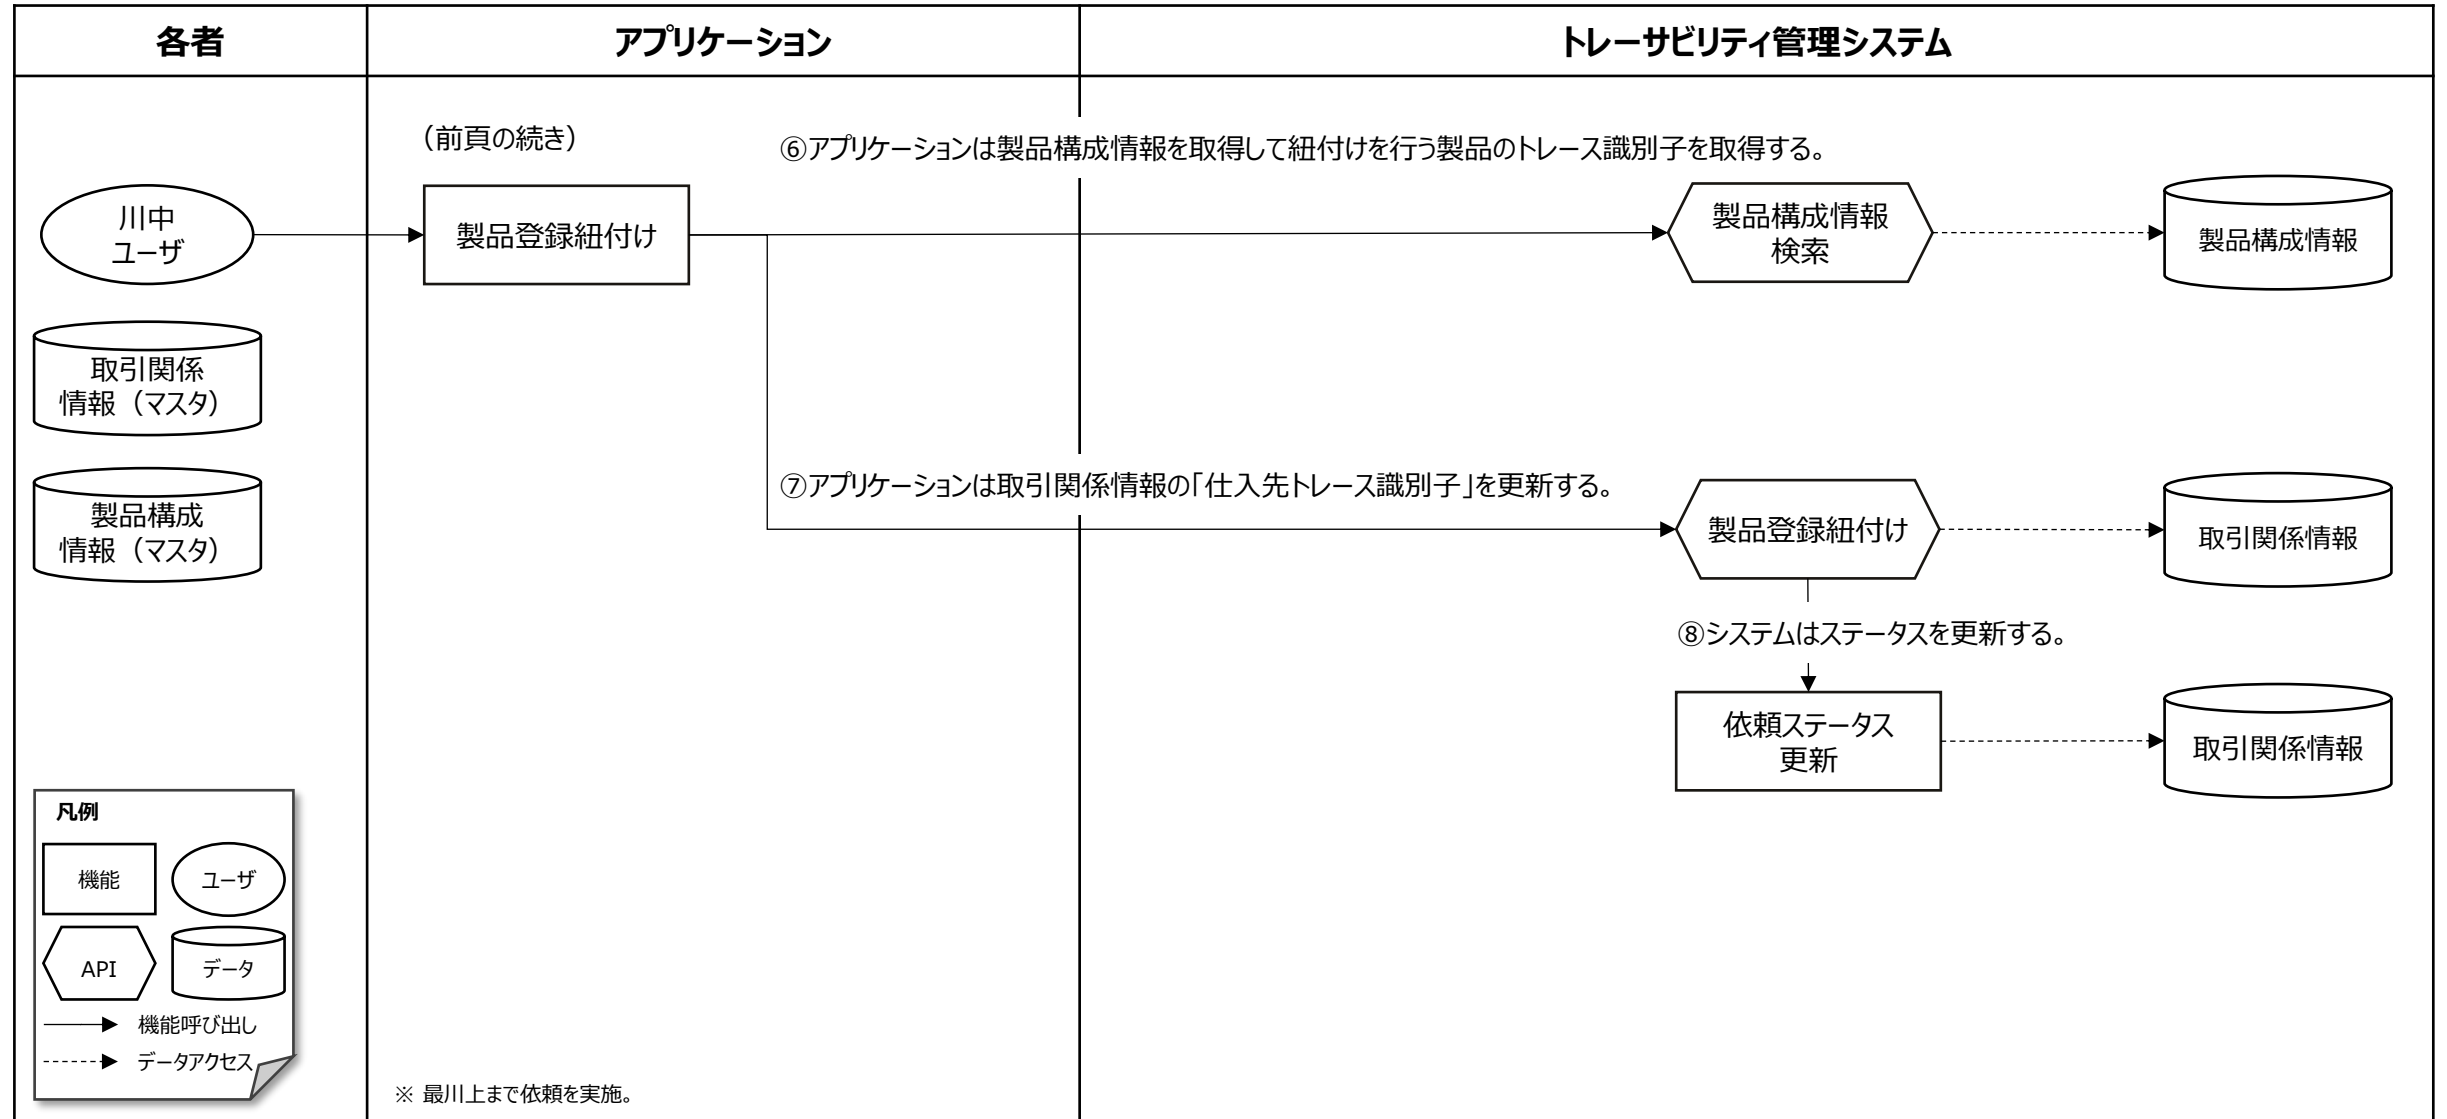 各者
アプリケーション
トレーサビリティ管理システム
（前頁の続き）
⑥アプリケーションは製品構成情報を取得して紐付けを行う製品のトレース識別子を取得する。
川中
ユーザ
製品登録紐付け
製品構成情報
検索
製品構成情報
取引関係
情報（マスタ）
製品構成
情報（マスタ）
⑦アプリケーションは取引関係情報の「仕入先トレース識別子」を更新する。
製品登録紐付け
取引関係情報
⑧システムはステータスを更新する。
依頼ステータス
更新
取引関係情報
凡例
機能
ユーザ
API
データ
機能呼び出し
データアクセス
※ 最川上まで依頼を実施。